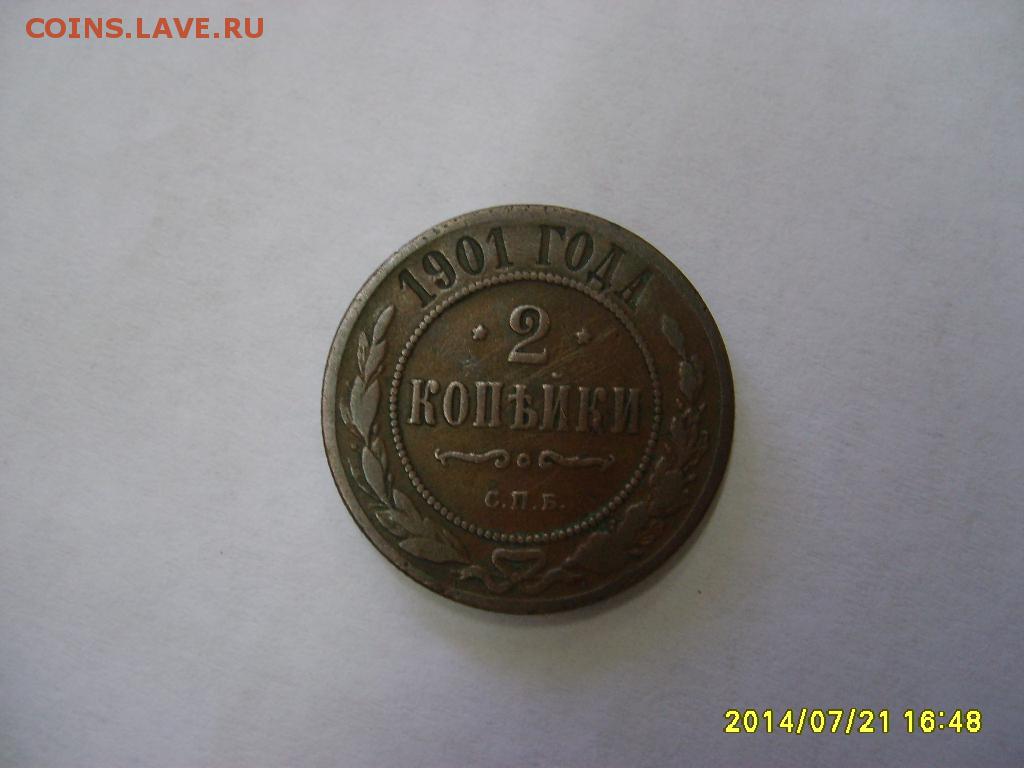 COINS.LAVE.RU
1901 ГОДА
2
КОПѢЙКИ
С.П.Б.
2014/07/21 16:48